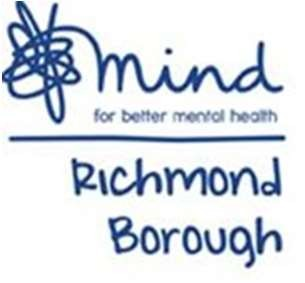 mind
for better mental health
Richmond
Borough